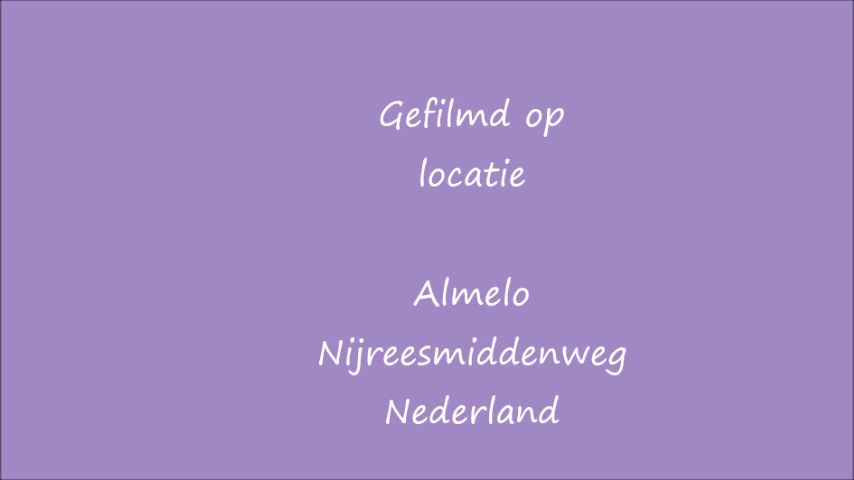 Gefilmd op
locatie
Almelo
Nijreesmiddenweg
Nederland